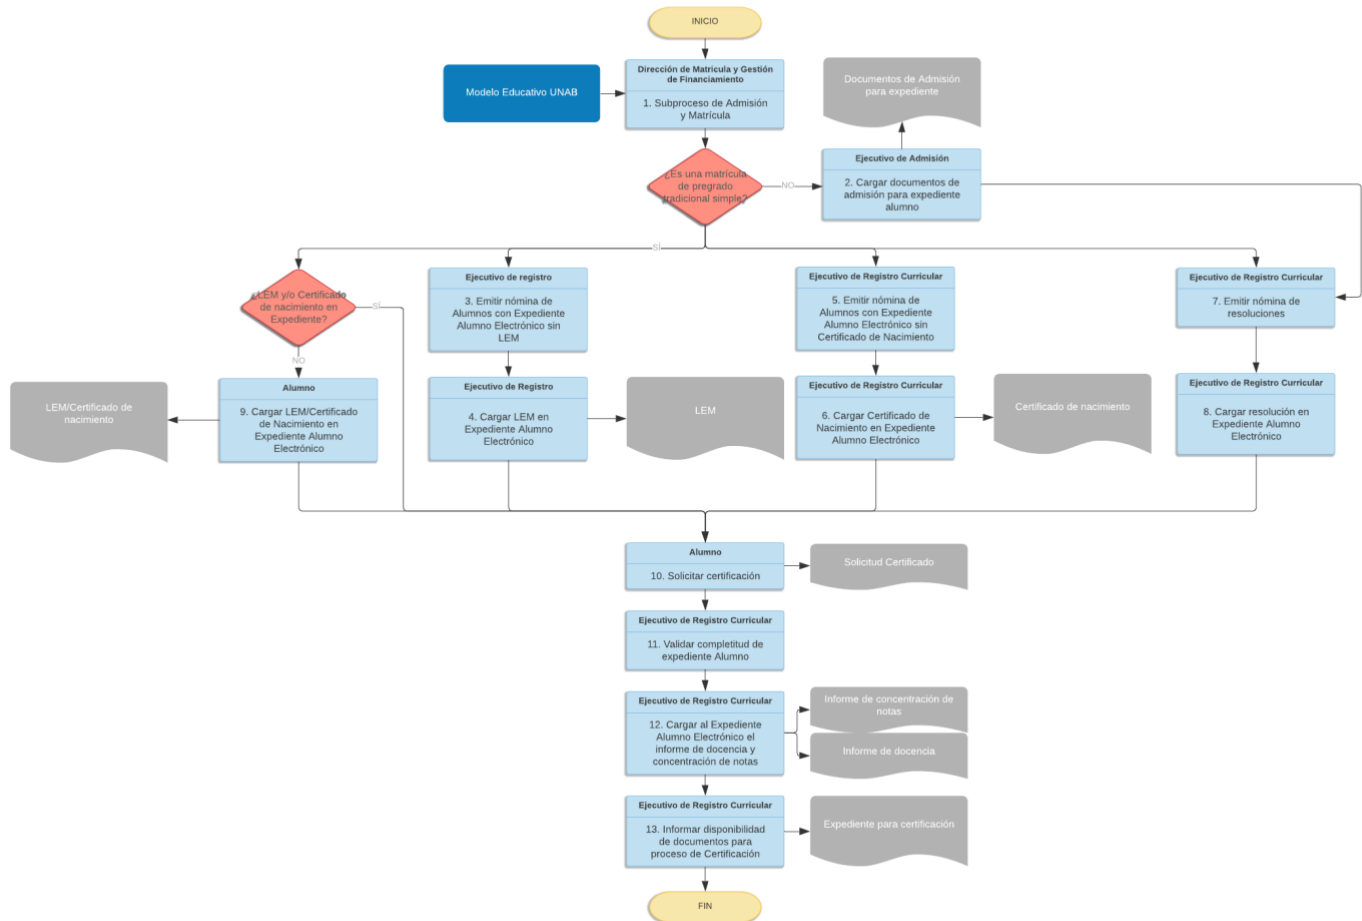 INICIO
Dirección de Matricula y Gestión
de Financiamiento
1. Subproceso de Admisión
y Matrícula
Modelo Educativo UNAB
Documentos de Admisión
para expediente
¿Es una matrícula
de pregrado
tradicional simple?
NO
Ejecutivo de Admisión
2. Cargar documentos de
admisión para expediente
alumno
SÍ
¿LEM y/o Certificado
de nacimiento en
Expediente?
SÍ
NO
Ejecutivo de registro
3. Emitir nómina de
Alumnos con Expediente
Alumno Electrónico sin
LEM
Ejecutivo de Registro Curricular
5. Emitir nómina de
Alumnos con Expediente
Alumno Electrónico sin
Certificado de Nacimiento
Ejecutivo de Registro Curricular
7. Emitir nómina de
resoluciones
LEM/Certificado de
nacimiento
Alumno
9. Cargar LEM/Certificado
de Nacimiento en
Expediente Alumno
Electrónico
Ejecutivo de Registro
4. Cargar LEM en
Expediente Alumno
Electrónico
LEM
Ejecutivo de Registro Curricular
6. Cargar Certificado de
Nacimiento en Expediente
Alumno Electrónico
Certificado de nacimiento
Ejecutivo de Registro Curricular
8. Cargar resolución en
Expediente Alumno
Electrónico
Alumno
10. Solicitar certificación
Solicitud Certificado
Ejecutivo de Registro Curricular
11. Validar completitud de
expediente Alumno
Ejecutivo de Registro Curricular
12. Cargar al Expediente
Alumno Electrónico el
informe de docencia y
concentración de notas
Informe de concentración de
notas
Informe de docencia
Ejecutivo de Registro Curricular
13. Informar disponibilidad
de documentos para
proceso de Certificación
Expediente para certificación
FIN